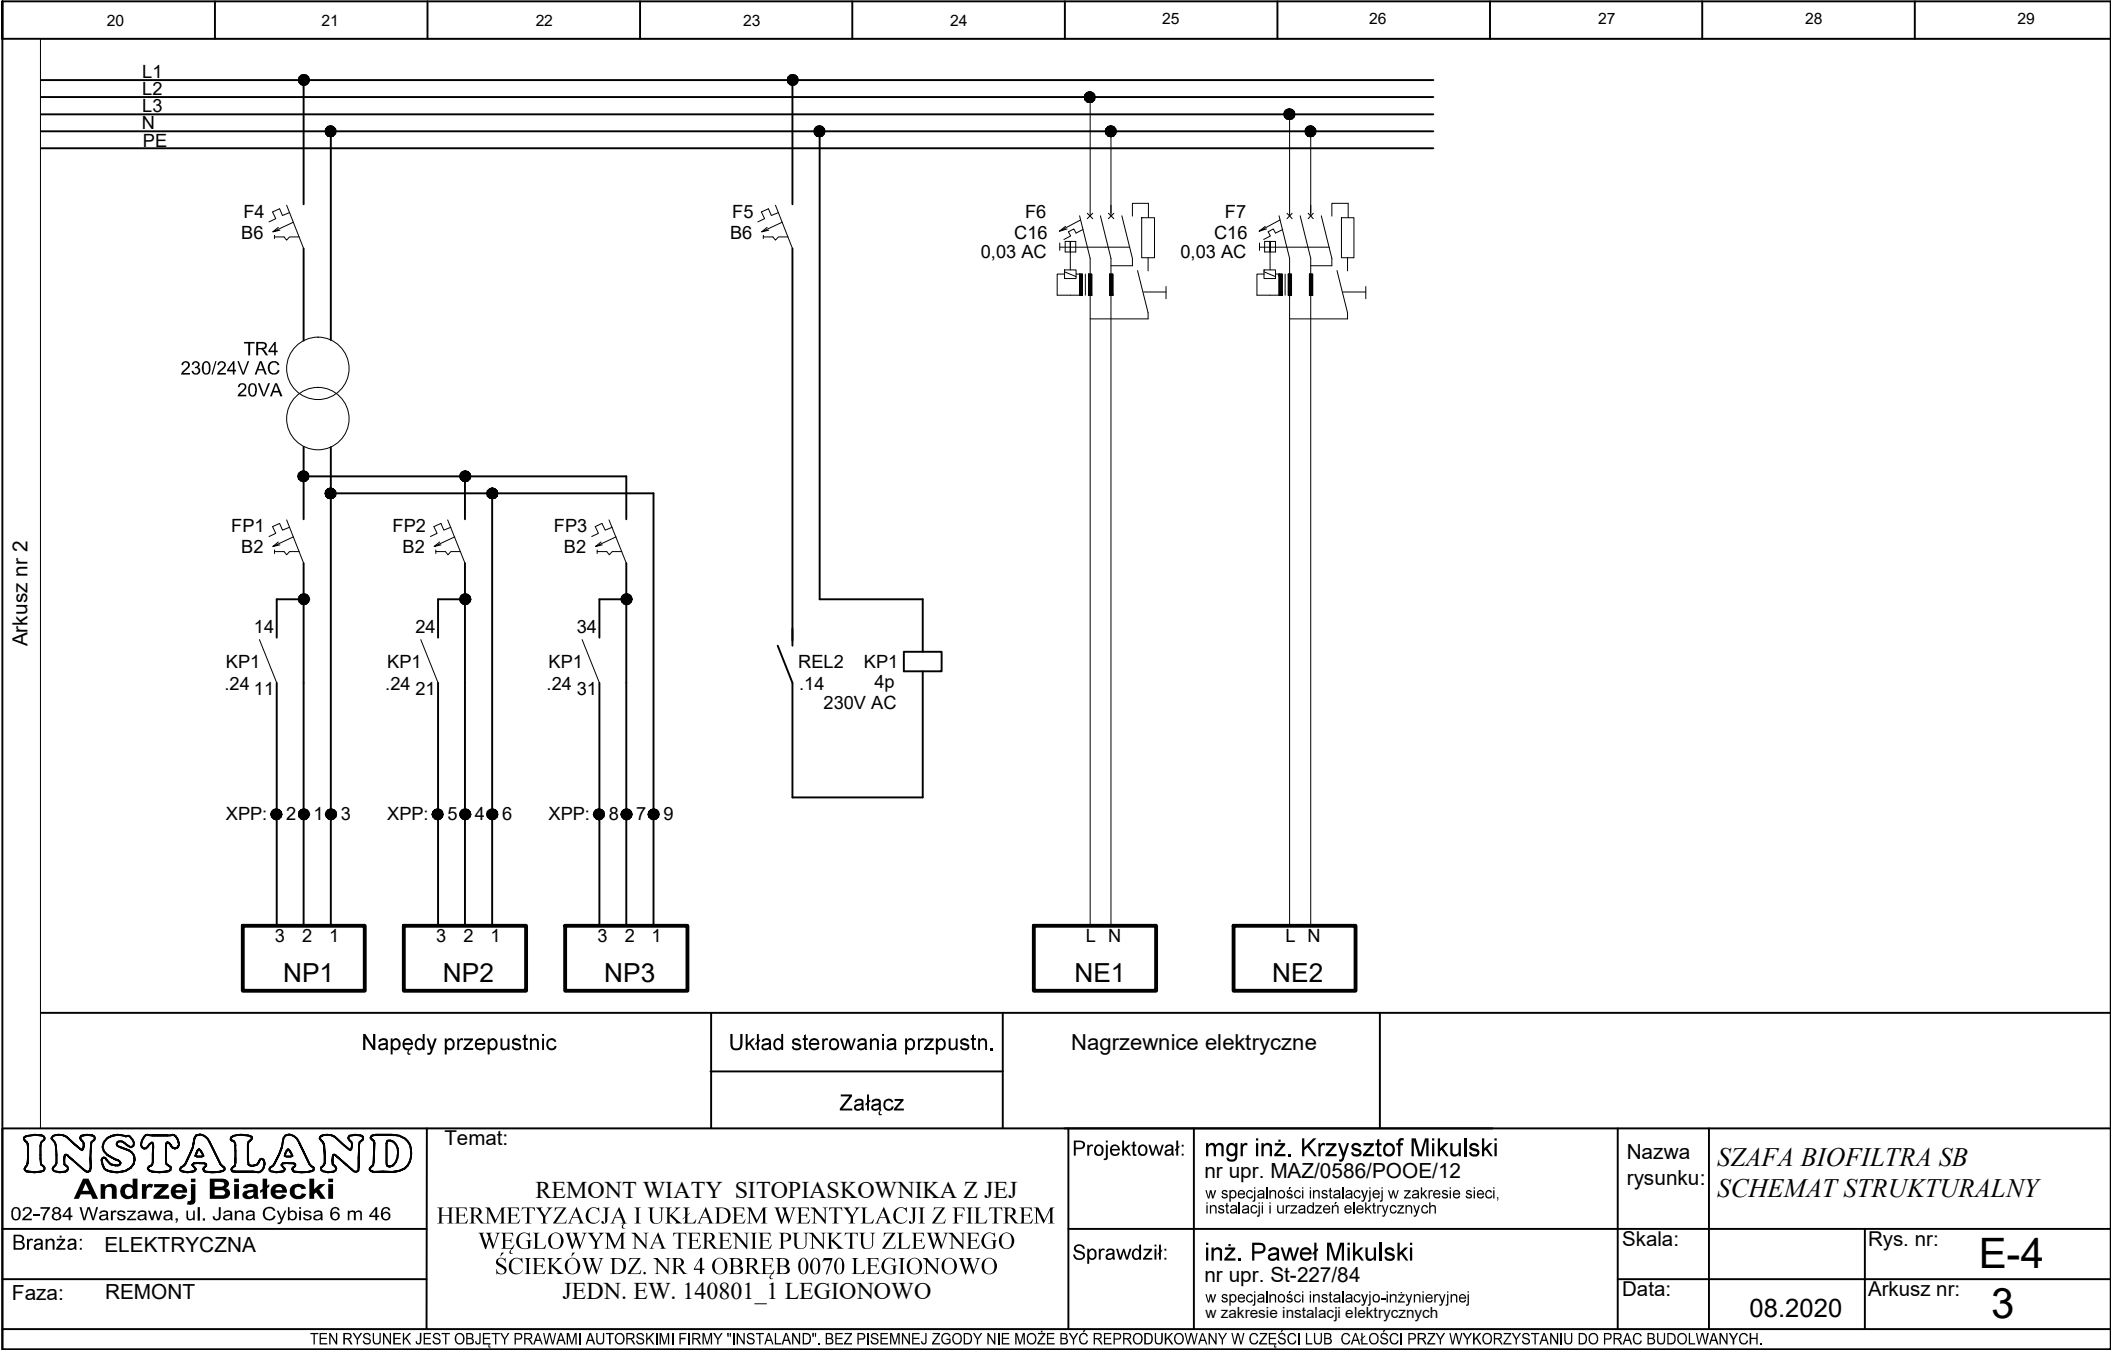 20 21 22 23 24 25 26 27 28 29
L1
L2
L3
N
PE
F4
B6
F5
B6
F6
C16
0,03 AC
F7
C16
0,03 AC
TR4
230/24V AC
20VA
FP1
B2
FP2
B2
FP3
B2
Arkusz nr 2
14
KP1
.24 11
24
KP1
.24 21
34
KP1
.24 31
REL2
.14
KP1
4p
230V AC
XPP: 2 1 3
XPP: 5 4 6
XPP: 8 7 9
3 2 1
NP1
3 2 1
NP2
3 2 1
NP3
L N
NE1
L N
NE2
Napędy przepustnic
Układ sterowania przpustn.
Załącz
Nagrzewnice elektryczne
INSTALAND
Andrzej Białecki
02-784 Warszawa, ul. Jana Cybisa 6 m 46
Branża: ELEKTRYCZNA
Faza: REMONT
Temat:
REMONT WIATY SITOPIASKOWNIKA Z JEJ
HERMETYZACJĄ I UKŁADEM WENTYLACJI Z FILTREM
WĘGLOWYM NA TERENIE PUNKTU ZLEWNEGO
ŚCIEKÓW DZ. NR 4 OBRĘB 0070 LEGIONOWO
JEDN. EW. 140801_1 LEGIONOWO
Projektował:
mgr inż. Krzysztof Mikulski
nr upr. MAZ/0586/POOE/12
w specjalności instalacyjej w zakresie sieci,
instalacji i urzadzeń elektrycznych
Sprawdził:
inż. Paweł Mikulski
nr upr. St-227/84
w specjalności instalacyjo-inżynieryjnej
w zakresie instalacji elektrycznych
Nazwa
rysunku:
SZAFA BIOFILTRA SB
SCHEMAT STRUKTURALNY
Skala:
Rys. nr: E-4
Data: 08.2020
Arkusz nr: 3
TEN RYSUNEK JEST OBJĘTY PRAWAMI AUTORSKIMI FIRMY "INSTALAND". BEZ PISEMNEJ ZGODY NIE MOŻE BYĆ REPRODUKOWANY W CZĘŚCI LUB CAŁOŚCI PRZY WYKORZYSTANIU DO PRAC BUDOLWANYCH.